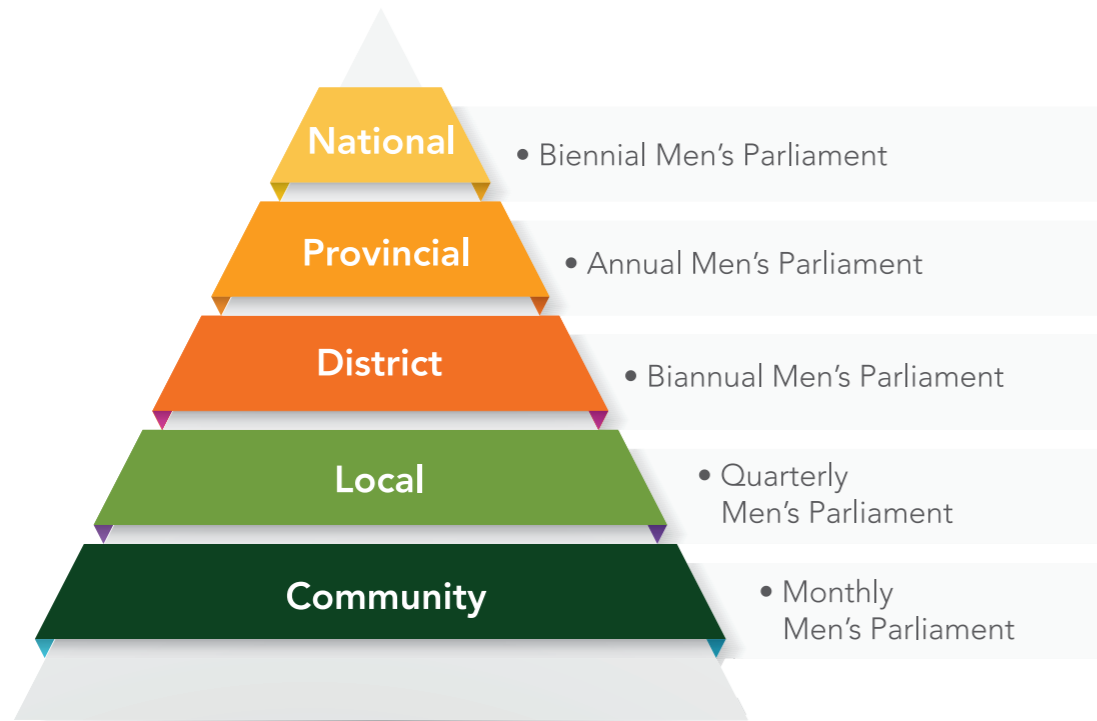 National
• Biennial Men’s Parliament
Provincial
• Annual Men’s Parliament
District
• Biannual Men’s Parliament
Local
• Quarterly
Men’s Parliament
Community
• Monthly
Men’s Parliament